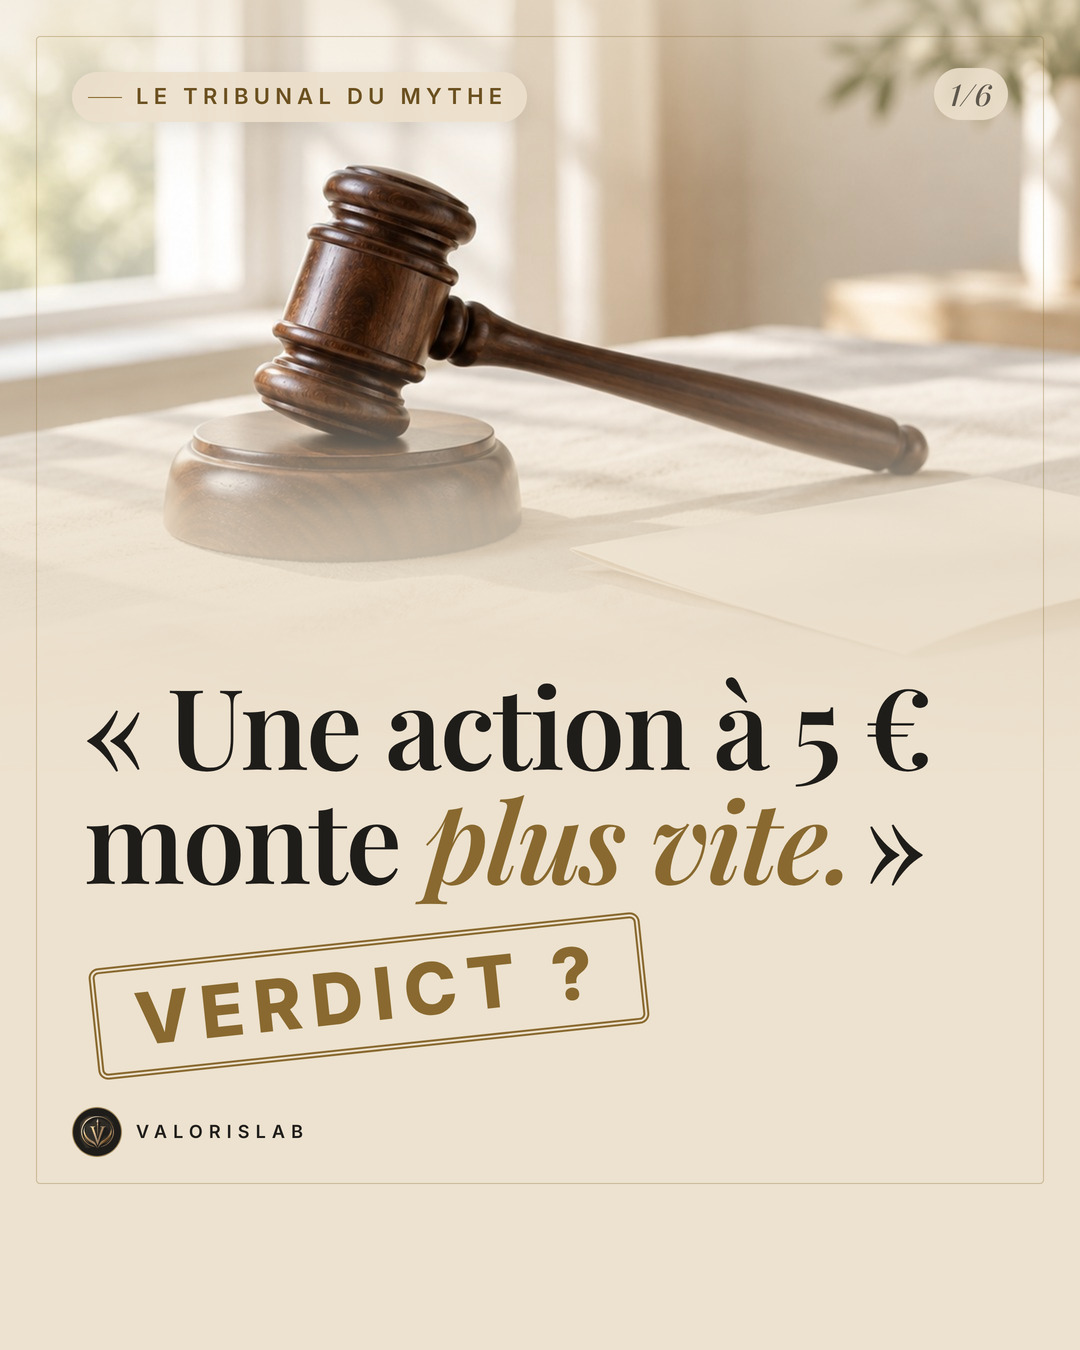 LE TRIBUNAL DU MYTHE
1/6
« Une action à 5 €
monte plus vite. »
VERDICT ?
VALORISLAB